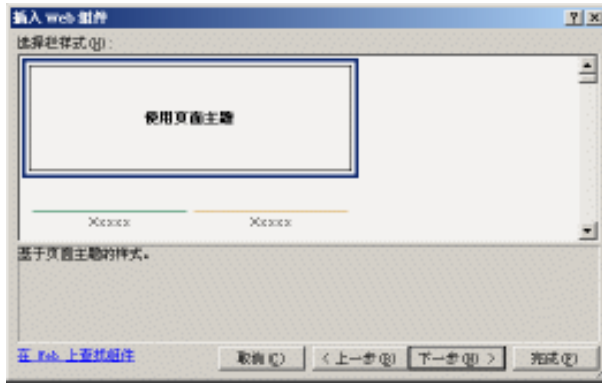 插入 Web 组件
选择栏样式(H):
使用页面主题
Xxxxx Xxxxx
基于页面主题的样式。
在 Web 上查找组件
取消(C) < 上一步(B) 下一步(N) > 完成(F)